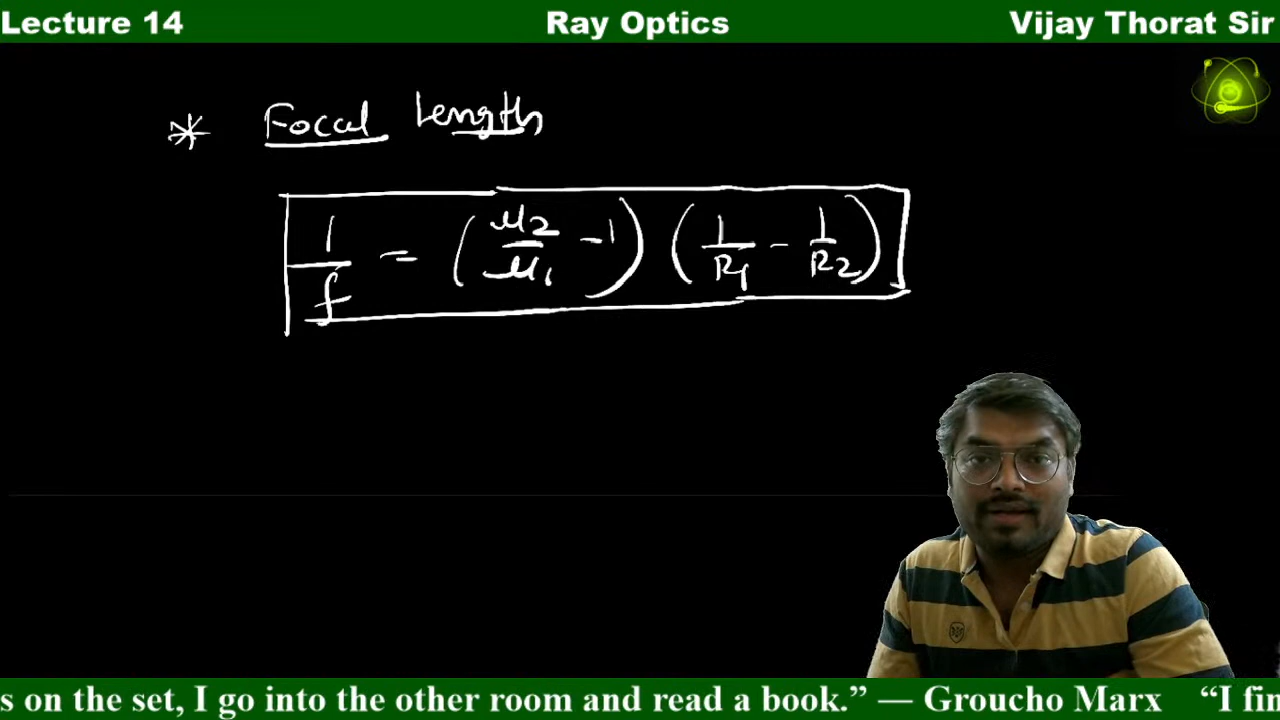 Lecture 14 Ray Optics Vijay Thorat Sir
* Focal Length
1/f = (μ2/μ1 - 1) (1/R1 - 1/R2)
s on the set, I go into the other room and read a book.” — Groucho Marx “I fin